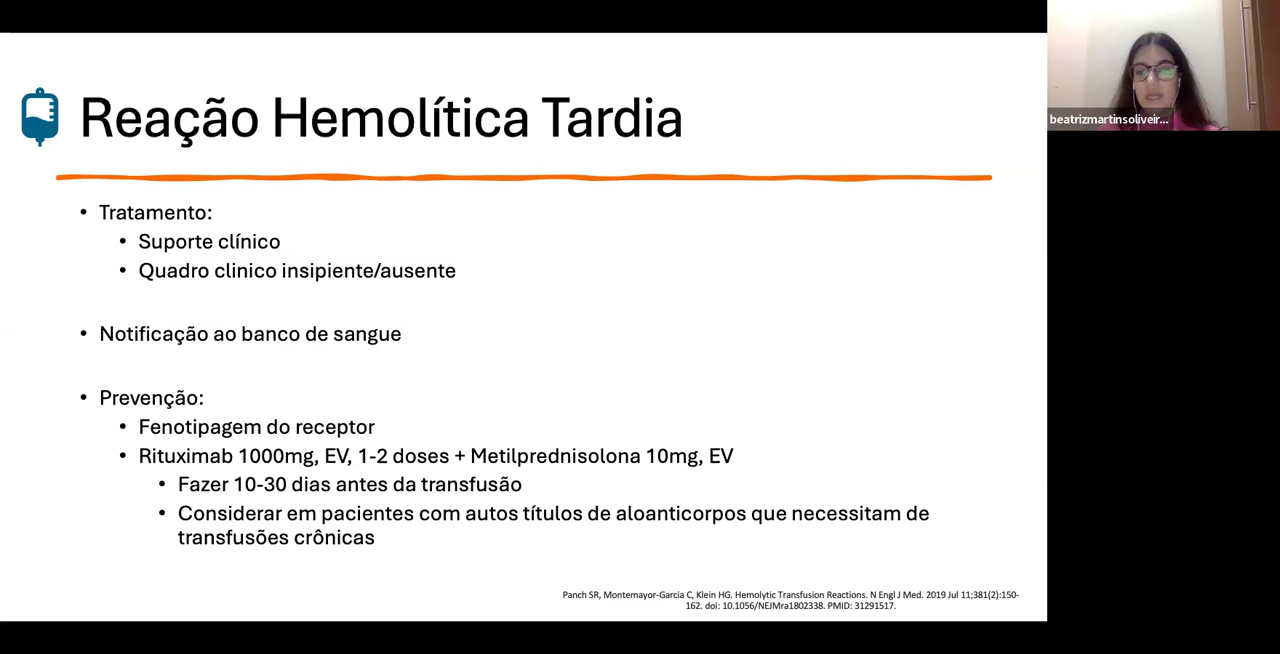 Reação Hemolítica Tardia
beatrizmartinsoliveir...
• Tratamento:
• Suporte clínico
• Quadro clinico insipiente/ausente
• Notificação ao banco de sangue
• Prevenção:
• Fenotipagem do receptor
• Rituximab 1000mg, EV, 1-2 doses + Metilprednisolona 10mg, EV
• Fazer 10-30 dias antes da transfusão
• Considerar em pacientes com autos títulos de aloanticorpos que necessitam de
transfusões crônicas
Panch SR, Montemayor-Garcia C, Klein HG. Hemolytic Transfusion Reactions. N Engl J Med. 2019 Jul 11;381(2):150-
162. doi: 10.1056/NEJMra1802338. PMID: 31291517.